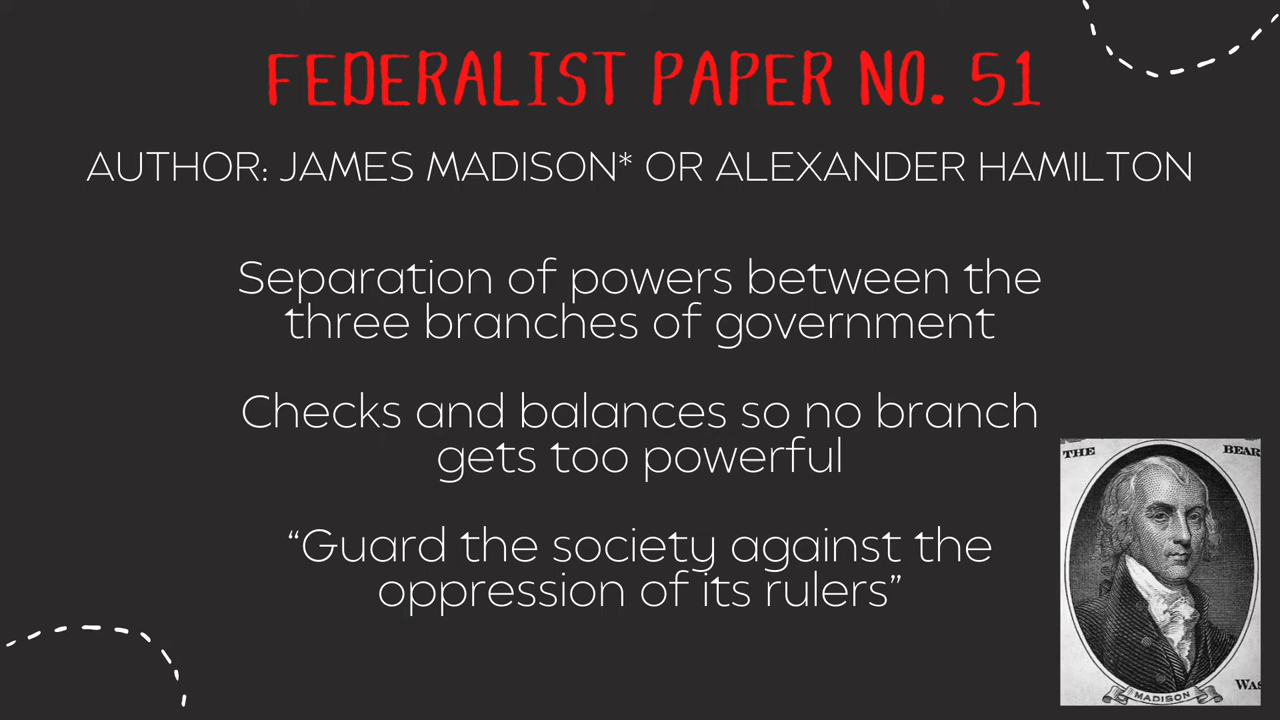 FEDERALIST PAPER NO. 51
AUTHOR: JAMES MADISON* OR ALEXANDER HAMILTON
Separation of powers between the
three branches of government
Checks and balances so no branch
gets too powerful
“Guard the society against the
oppression of its rulers”
THE
BEAR
MADISON
WAS